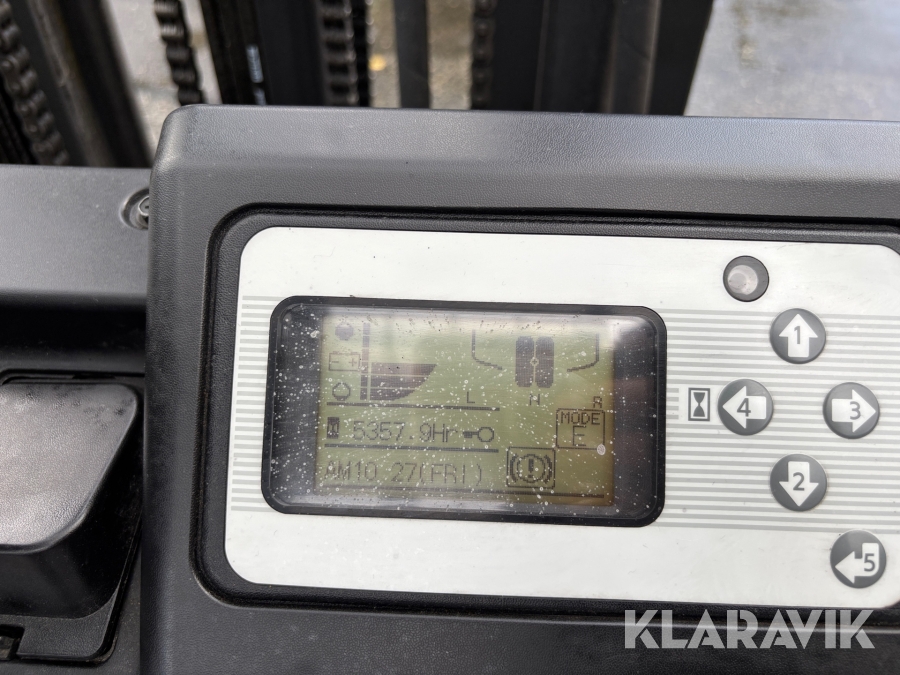 1
L H R
4
3
5357.9Hr
MODE
E
AM10 27(FRI)
2
5
KLARAVIK